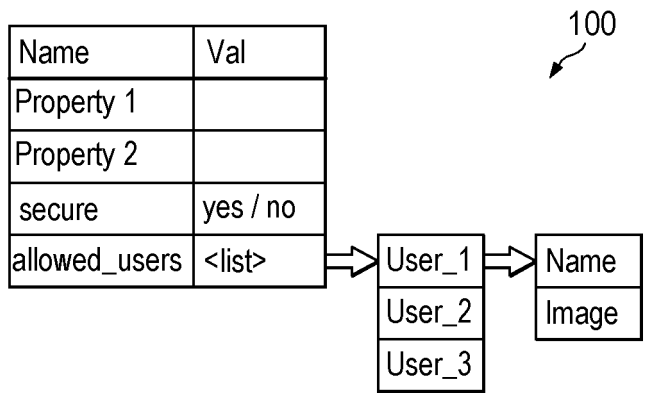 100
Name Val
Property 1
Property 2
secure yes / no
allowed_users <list> User_1 Name
User_2 Image
User_3